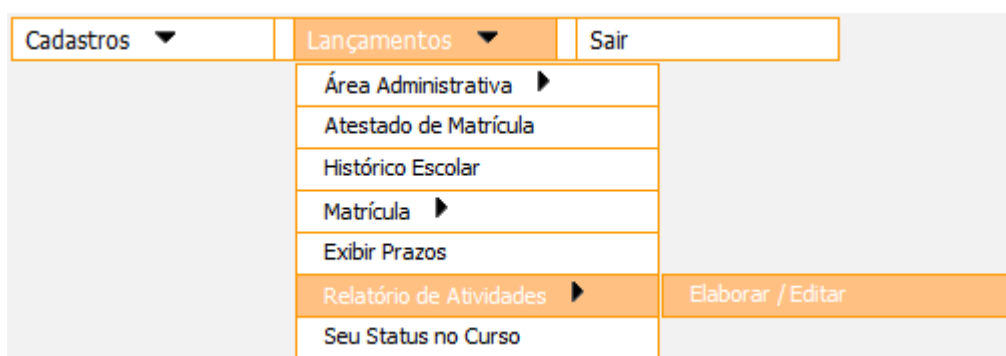 Cadastros Lançamentos Sair
Área Administrativa
Atestado de Matrícula
Histórico Escolar
Matrícula
Exibir Prazos
Relatório de Atividades Elaborar / Editar
Seu Status no Curso